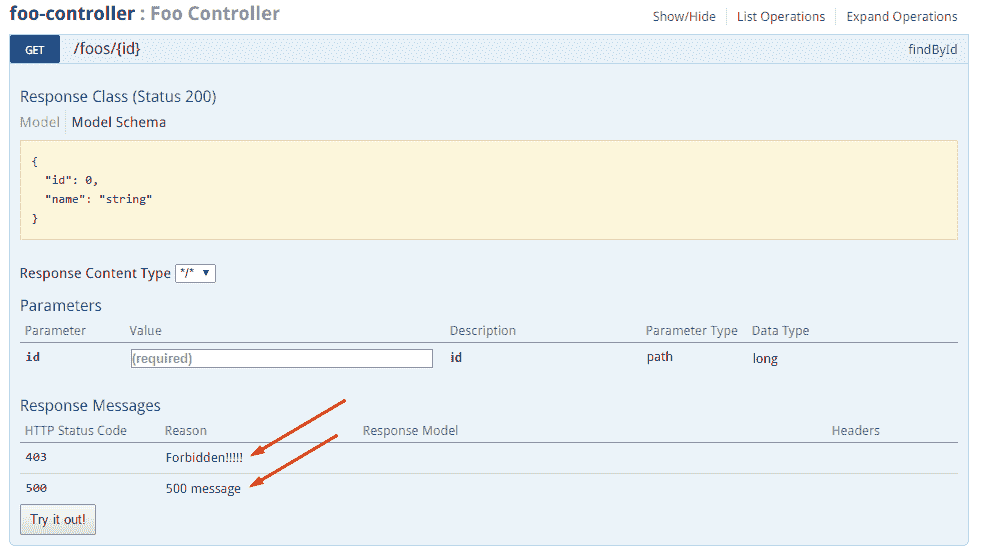 foo-controller : Foo Controller
Show/Hide List Operations Expand Operations
GET /foos/{id} findById
Response Class (Status 200)
Model Model Schema
{
"id": 0,
"name": "string"
}
Response Content Type */* ▼
Parameters
Parameter Value Description Parameter Type Data Type
id (required) id path long
Response Messages
HTTP Status Code Reason Response Model Headers
403 Forbidden!!!!!
500 500 message
Try it out!